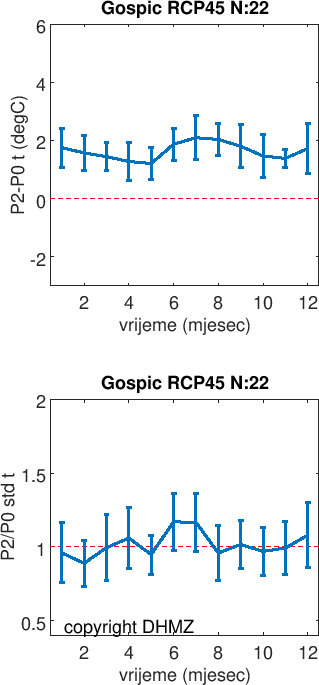 Gospic RCP45 N:22
6
4
2
0
-2
P2-P0 t (degC)
2 4 6 8 10 12
vrijeme (mjesec)
Gospic RCP45 N:22
2
1.5
1
0.5
P2/P0 std t
copyright DHMZ
2 4 6 8 10 12
vrijeme (mjesec)